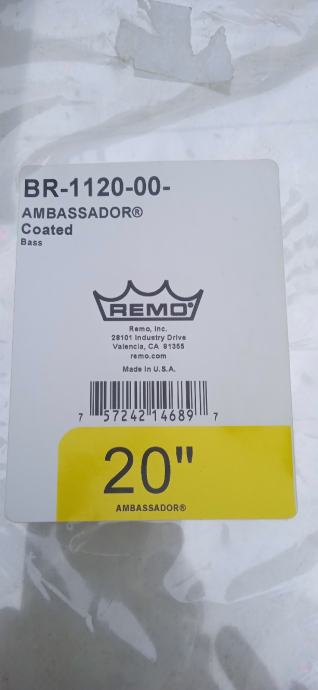 BR-1120-00-
AMBASSADOR®
Coated
Bass
REMO®
Remo, Inc.
28101 Industry Drive
Valencia, CA 91355
remo.com
Made in U.S.A.
7 57242 14689 7
20"
AMBASSADOR®